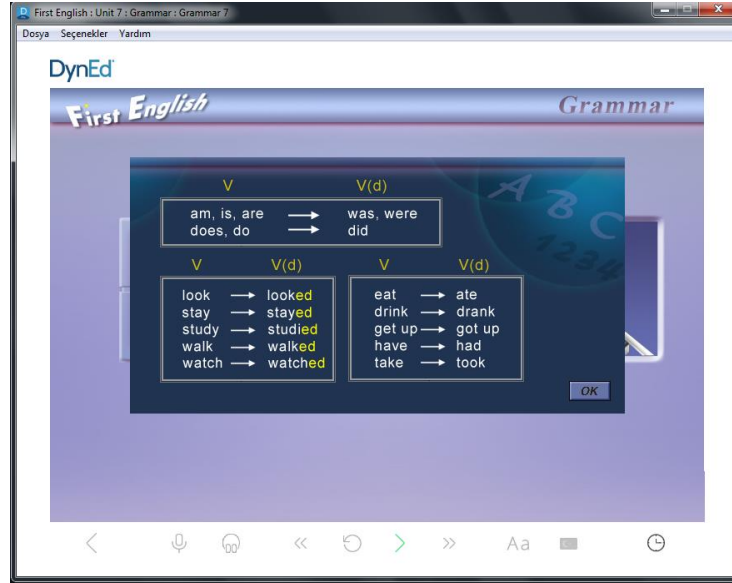 First English : Unit 7 : Grammar : Grammar 7
Dosya Seçenekler Yardım
DynEd
First English
Grammar
A B C
1234
V V(d)
am, is, are → was, were
does, do → did
V V(d)
look → looked
stay → stayed
study → studied
walk → walked
watch → watched
V V(d)
eat → ate
drink → drank
get up → got up
have → had
take → took
OK
Aa